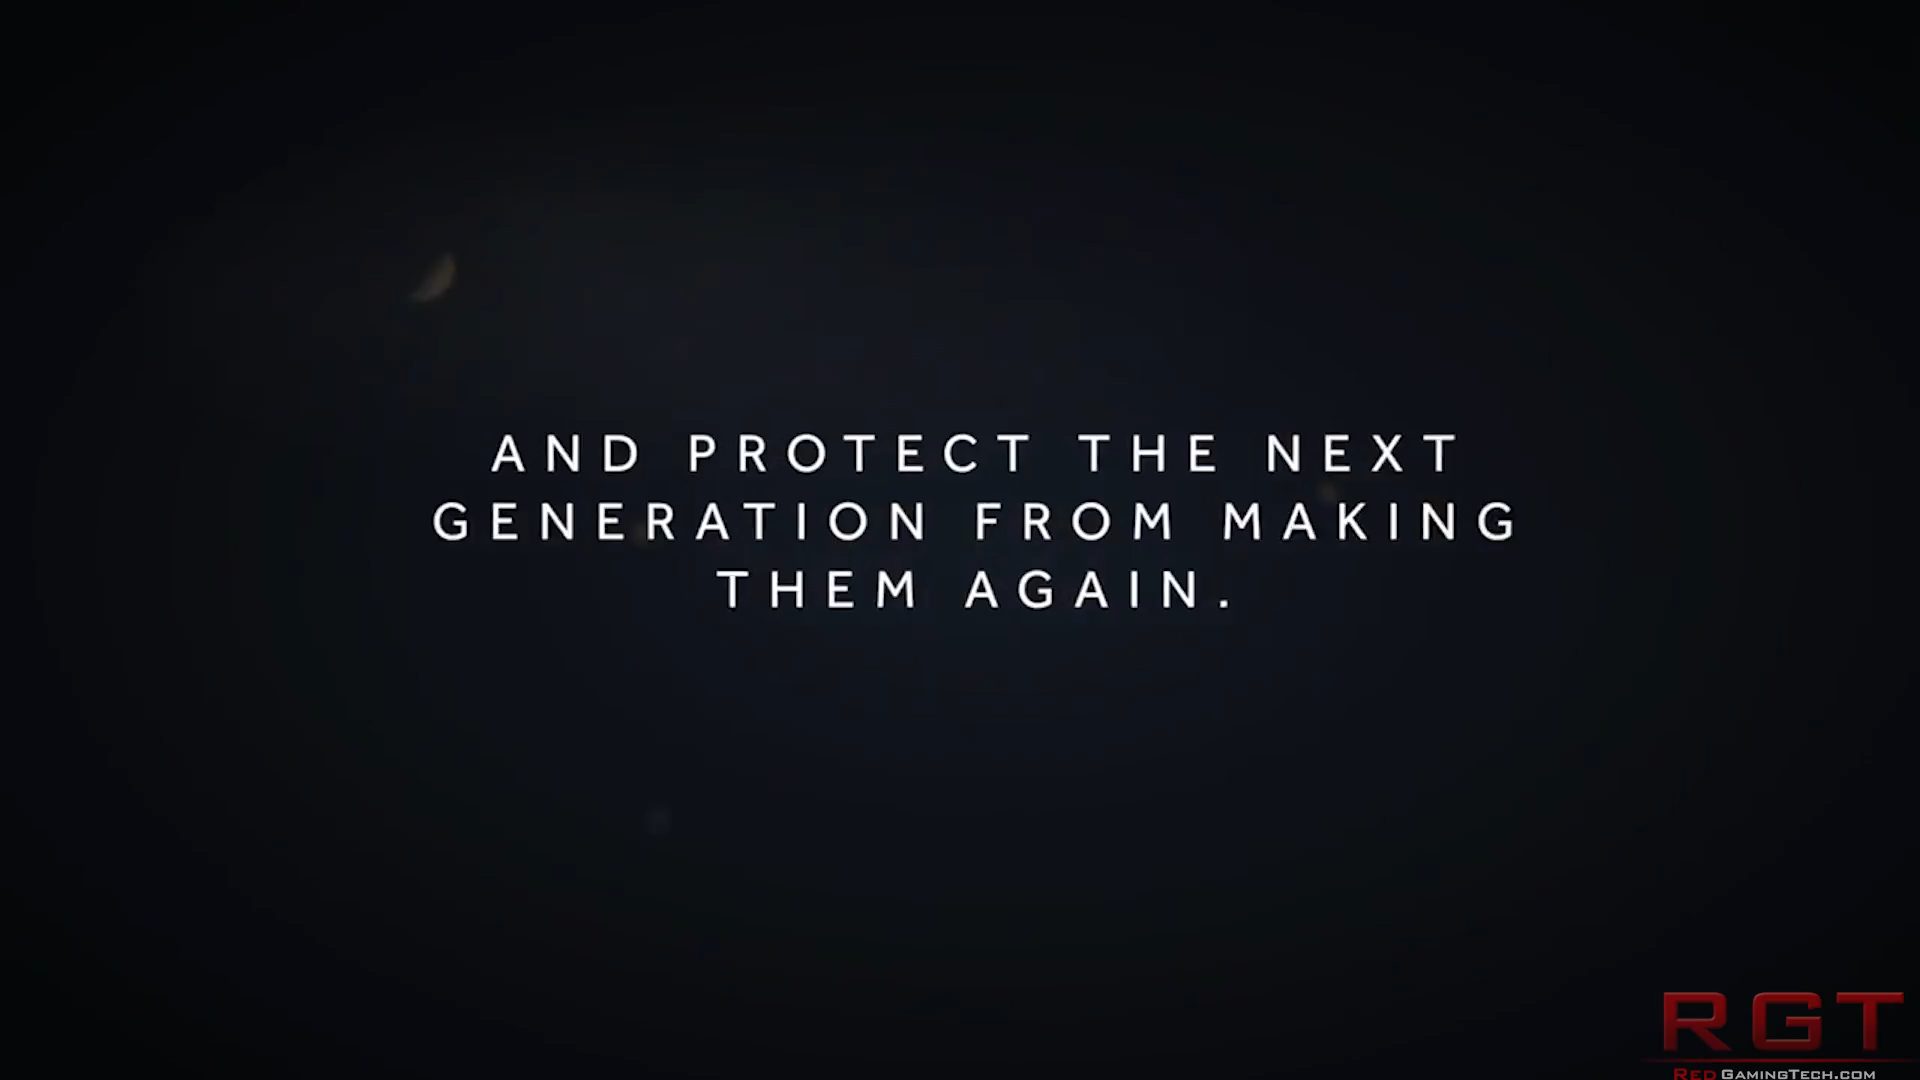 AND PROTECT THE NEXT
GENERATION FROM MAKING
THEM AGAIN.
RGT
REDGAMINGTECH.COM